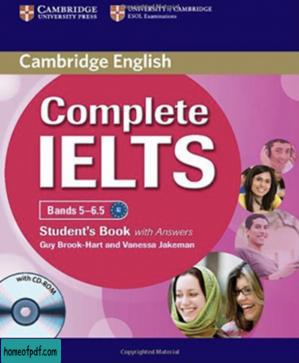 CAMBRIDGE
UNIVERSITY PRESS
UNIVERSITY of CAMBRIDGE
ESOL Examinations
Cambridge English
Complete
IELTS
Bands 5–6.5
Student's Book with Answers
Guy Brook-Hart and Vanessa Jakeman
with CD-ROM
homeofpdf.com